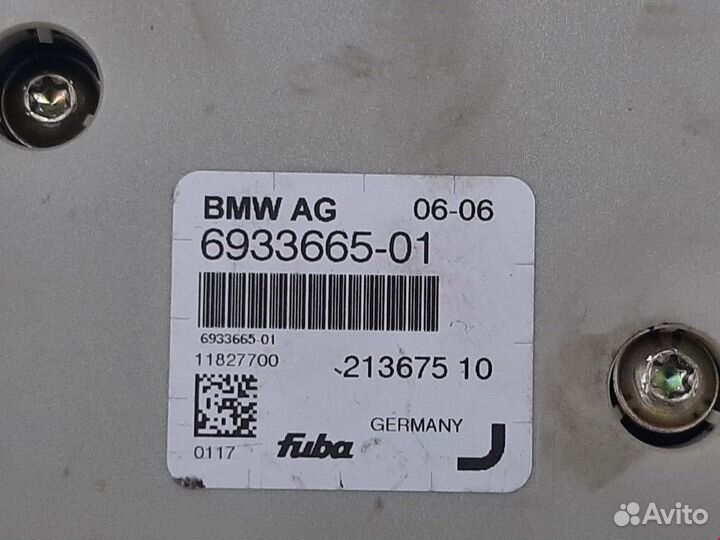 BMW AG 06-06
6933665-01
6933665-01
11827700 -213675 10
GERMANY
0117 fuba
Avito